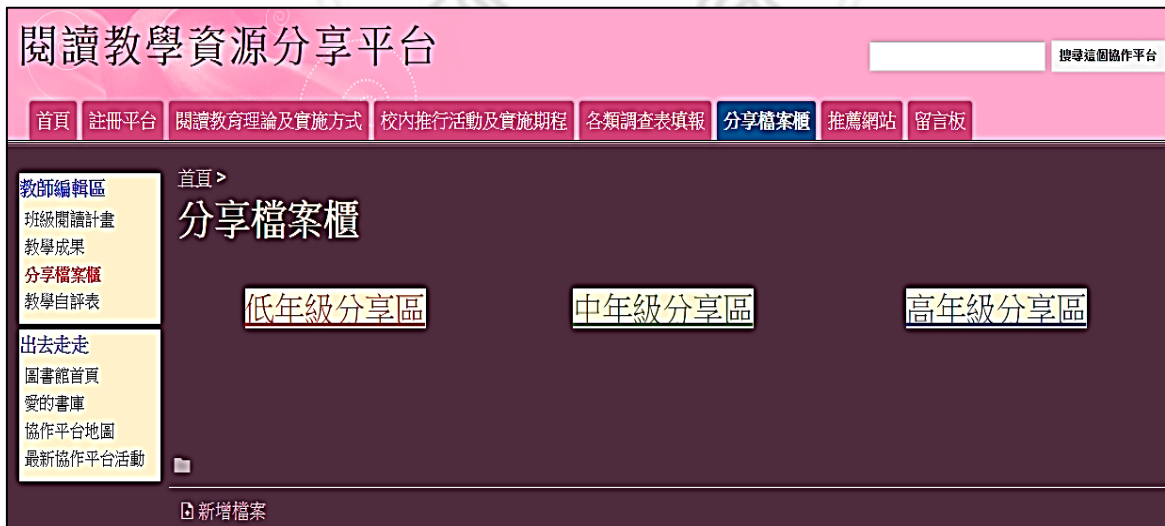 閱讀教學資源分享平台
搜尋這個協作平台
首頁 註冊平台 閱讀教育理論及實施方式 校內推行活動及實施期程 各類調查表填報 分享檔案櫃 推薦網站 留言板
教師編輯區
班級閱讀計畫
教學成果
分享檔案櫃
教學自評表
出去走走
圖書館首頁
愛的書庫
協作平台地圖
最新協作平台活動
首頁 >
分享檔案櫃
低年級分享區 中年級分享區 高年級分享區
新增檔案